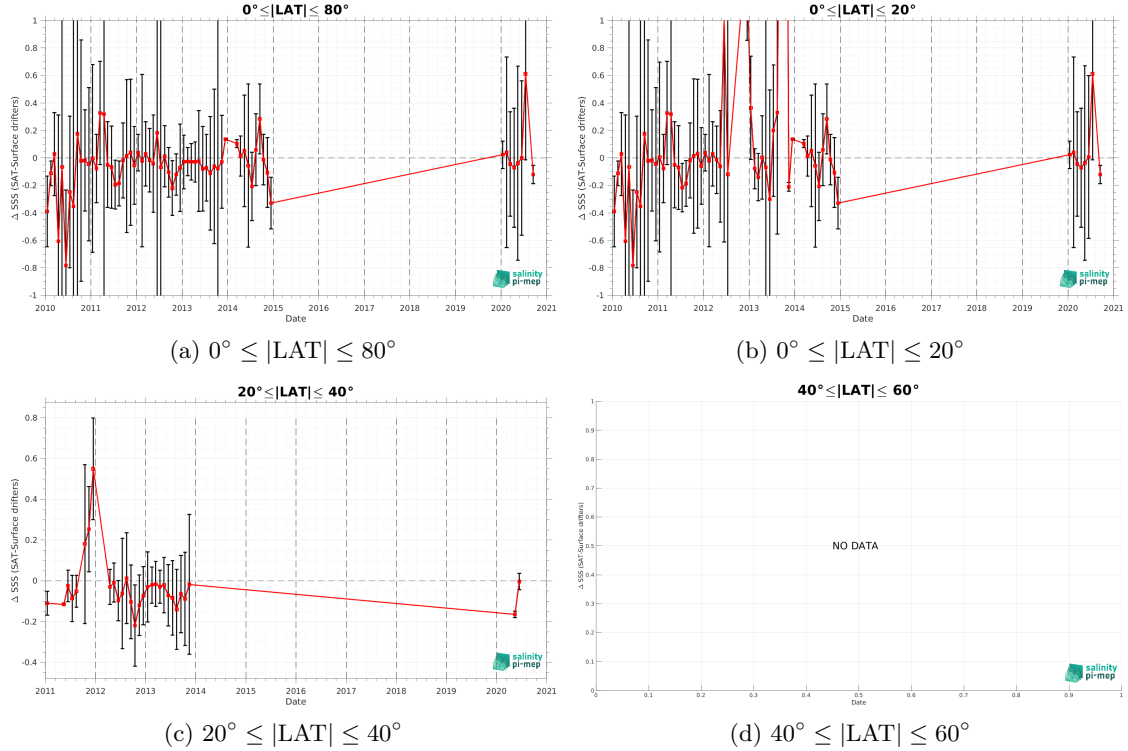 0°≤|LAT|≤ 80°
Δ SSS (SAT-Surface drifters)
1
0.8
0.6
0.4
0.2
0
-0.2
-0.4
-0.6
-0.8
-1
2010 2011 2012 2013 2014 2015 2016 2017 2018 2019 2020 2021
Date
salinity
pi-mep
(a) 0° ≤ |LAT| ≤ 80°
0°≤|LAT|≤ 20°
Δ SSS (SAT-Surface drifters)
1
0.8
0.6
0.4
0.2
0
-0.2
-0.4
-0.6
-0.8
-1
2010 2011 2012 2013 2014 2015 2016 2017 2018 2019 2020 2021
Date
salinity
pi-mep
(b) 0° ≤ |LAT| ≤ 20°
20°≤|LAT|≤ 40°
Δ SSS (SAT-Surface drifters)
0.8
0.6
0.4
0.2
0
-0.2
-0.4
2011 2012 2013 2014 2015 2016 2017 2018 2019 2020 2021
Date
salinity
pi-mep
(c) 20° ≤ |LAT| ≤ 40°
40°≤|LAT|≤ 60°
Δ SSS (SAT-Surface drifters)
1
0.9
0.8
0.7
0.6
0.5
0.4
0.3
0.2
0.1
0
NO DATA
0 0.1 0.2 0.3 0.4 0.5 0.6 0.7 0.8 0.9 1
Date
salinity
pi-mep
(d) 40° ≤ |LAT| ≤ 60°